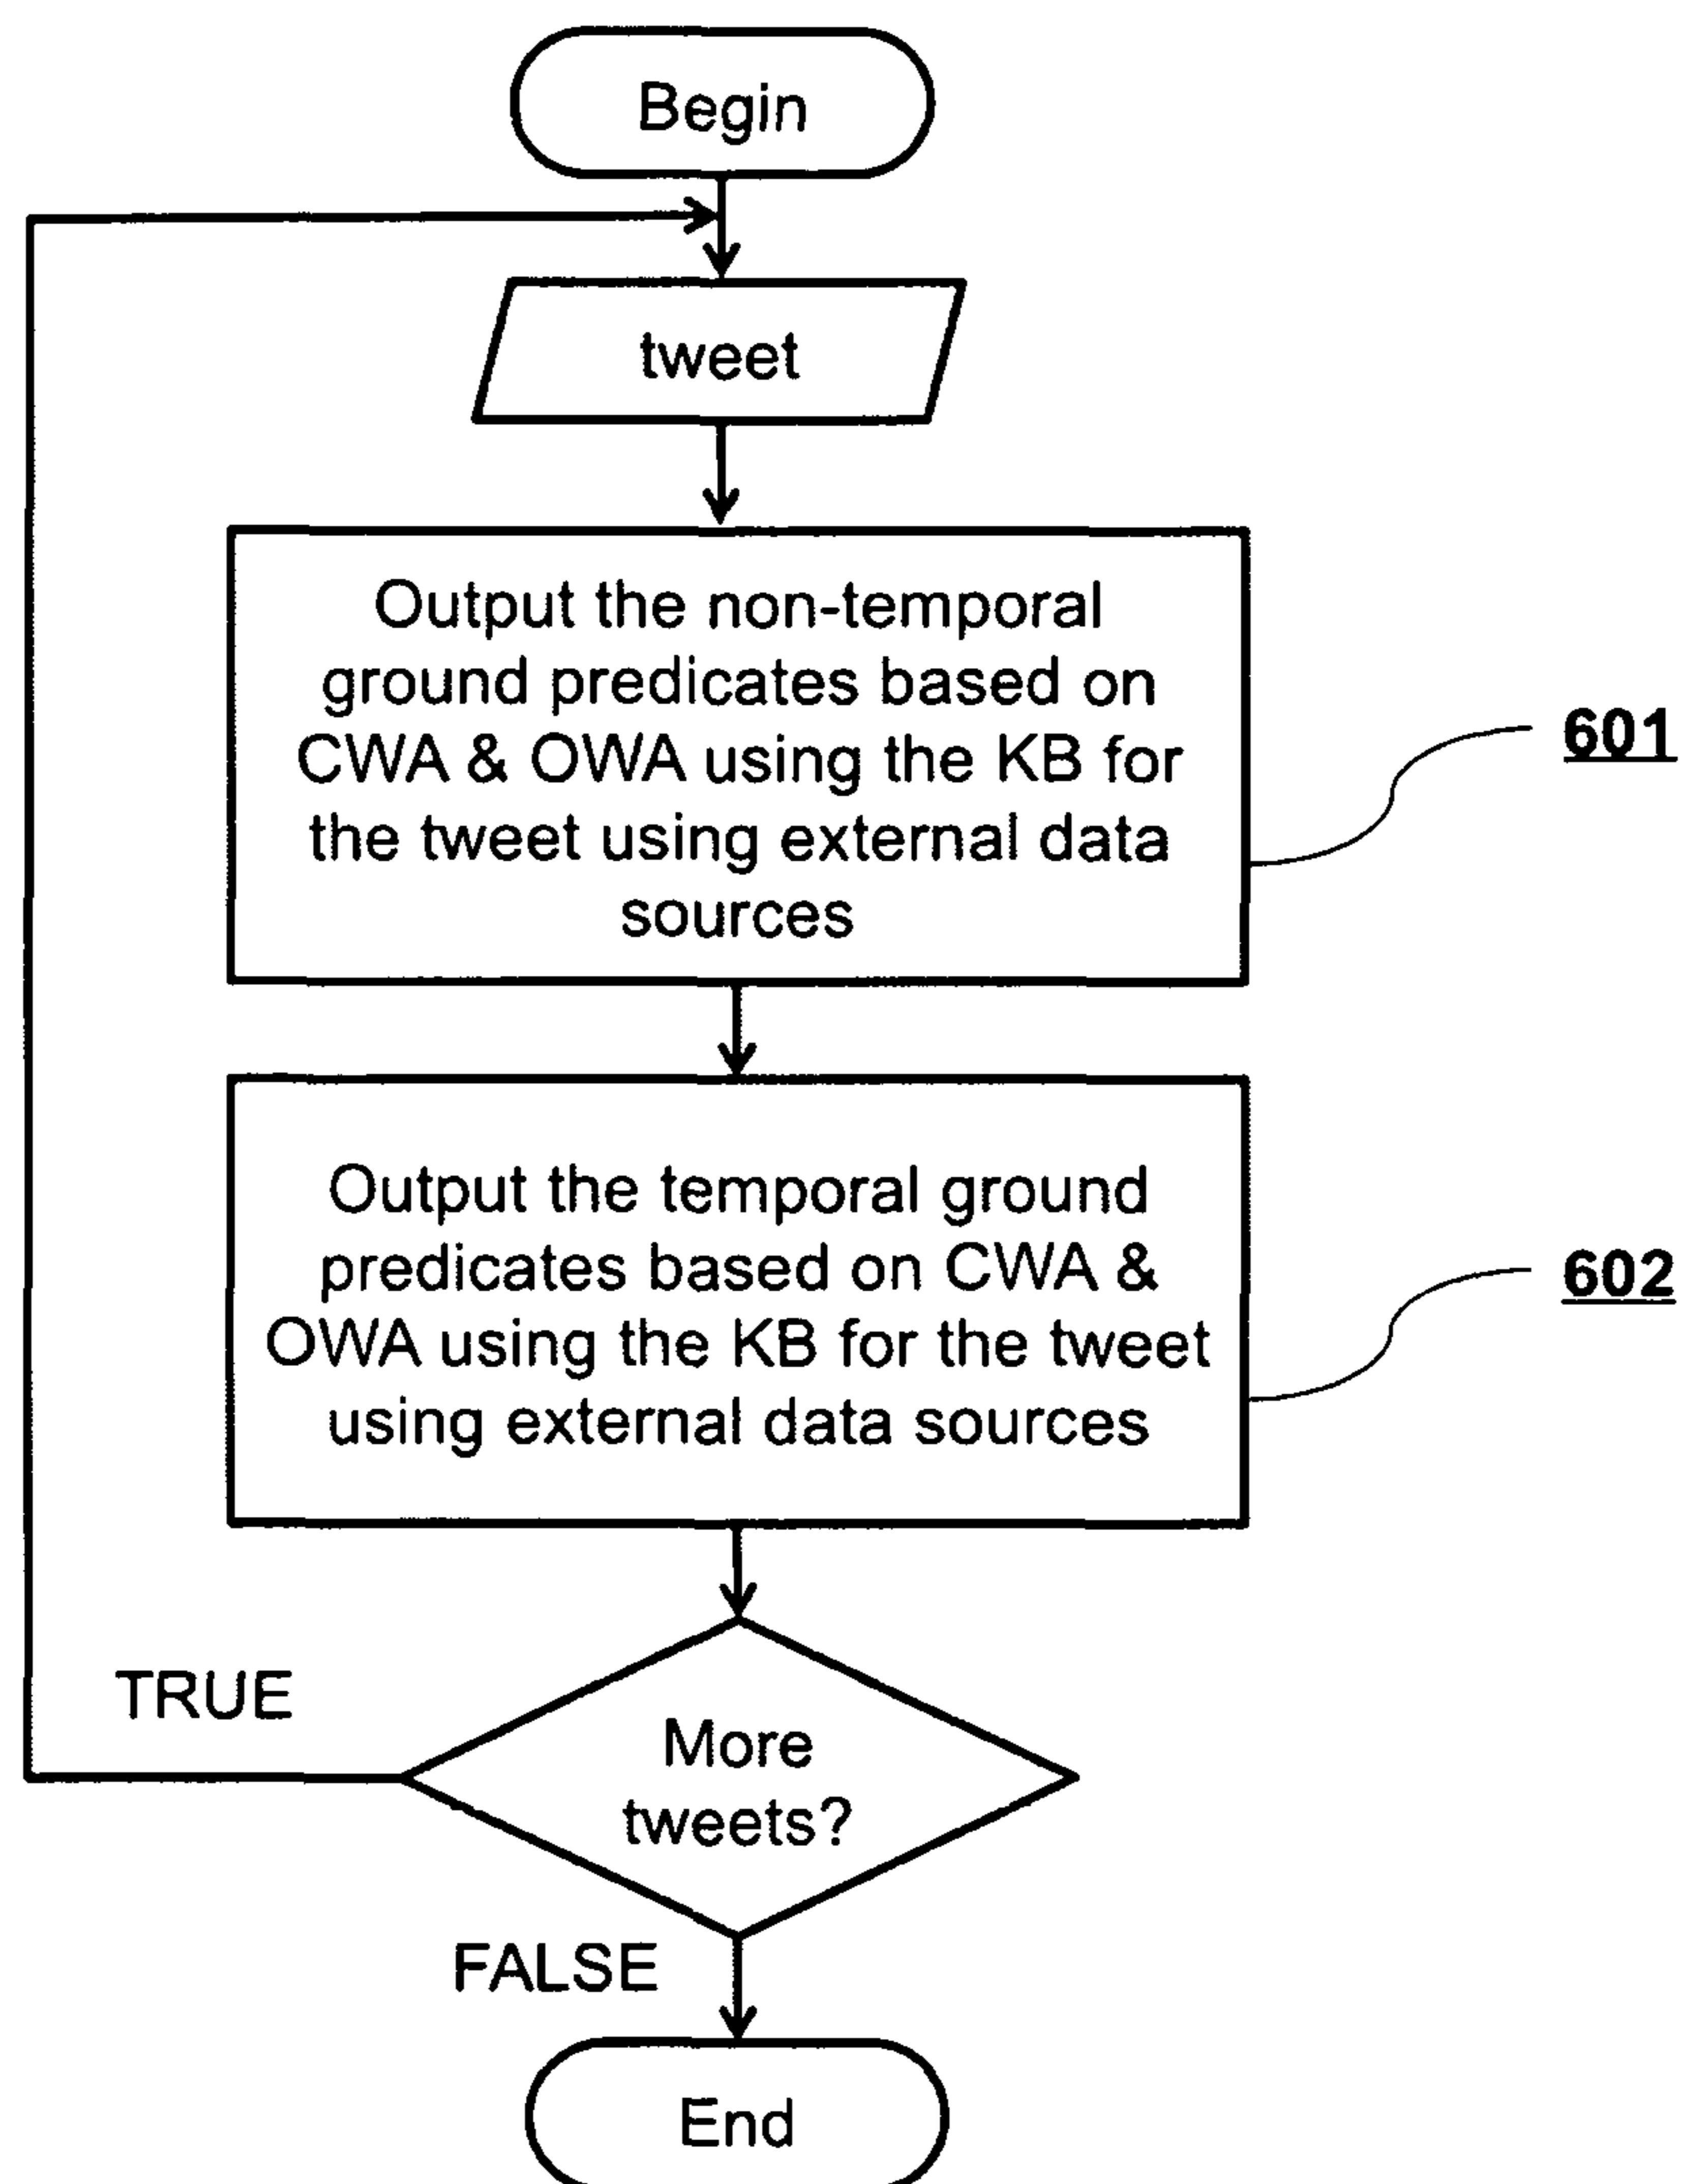 Begin
tweet
Output the non-temporal
ground predicates based on
CWA & OWA using the KB for
the tweet using external data
sources
601
Output the temporal ground
predicates based on CWA &
OWA using the KB for the tweet
using external data sources
602
TRUE
More
tweets?
FALSE
End